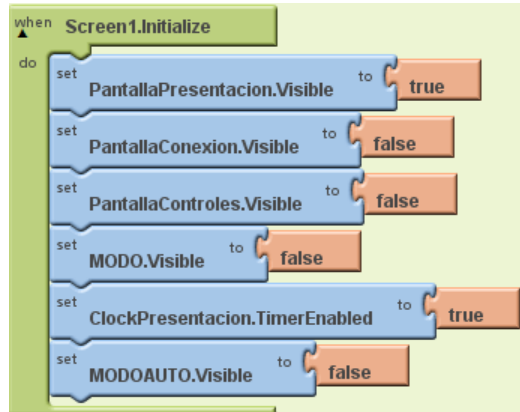 when Screen1.Initialize
do
set PantallaPresentacion.Visible to true
set PantallaConexion.Visible to false
set PantallaControles.Visible to false
set MODO.Visible to false
set ClockPresentacion.TimerEnabled to true
set MODOAUTO.Visible to false